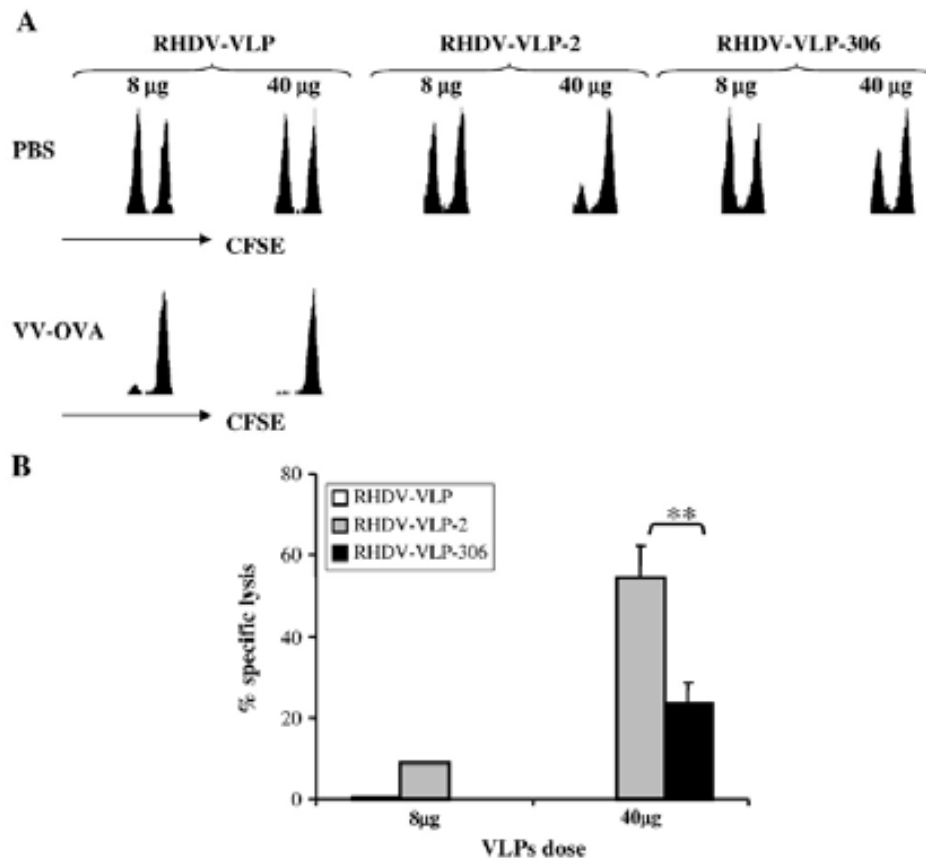 A
RHDV-VLP RHDV-VLP-2 RHDV-VLP-306
8 µg 40 µg 8 µg 40 µg 8 µg 40 µg
PBS
CFSE
VV-OVA
CFSE
B
80
60
40
20
0
% specific lysis
RHDV-VLP
RHDV-VLP-2
RHDV-VLP-306
**
8µg 40µg
VLPs dose